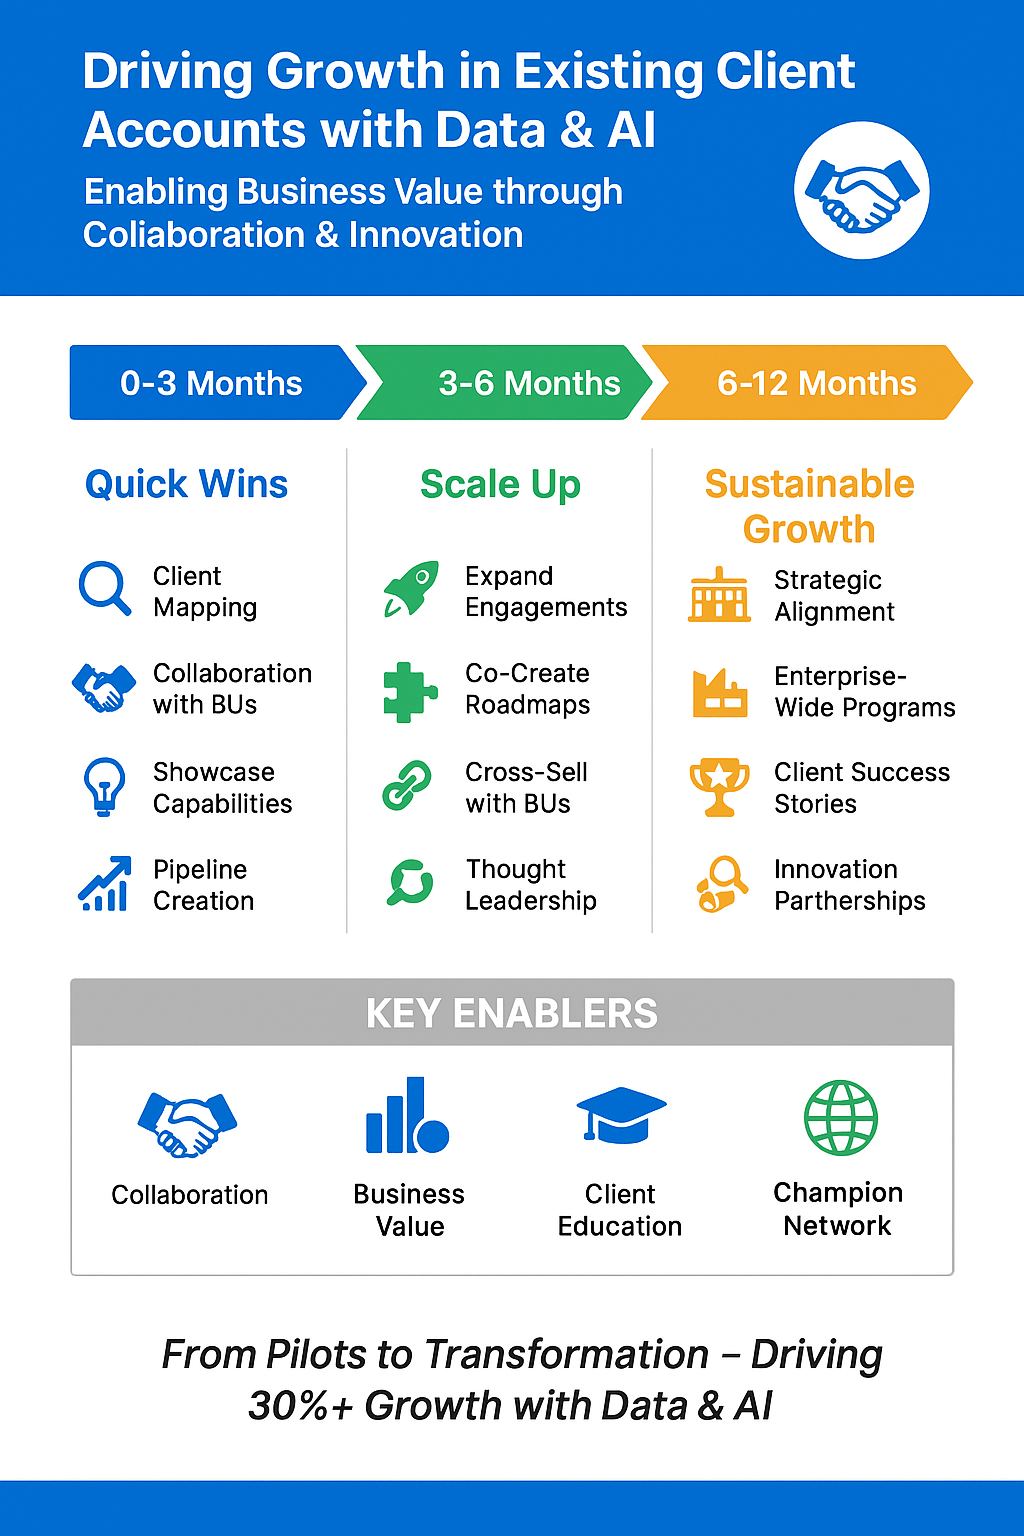 Driving Growth in Existing Client
Accounts with Data & AI
Enabling Business Value through
Coliaboration & Innovation
0-3 Months
3-6 Months
6-12 Months
Quick Wins
Client
Mapping
Collaboration
with BUs
Showcase
Capabilities
Pipeline
Creation
Scale Up
Expand
Engagements
Co-Create
Roadmaps
Cross-Sell
with BUs
Thought
Leadership
Sustainable
Growth
Strategic
Alignment
Enterprise-
Wide Programs
Client Success
Stories
Innovation
Partherships
KEY ENABLERS
Collaboration
Business
Value
Client
Education
Champion
Network
From Pilots to Transformation – Driving
30%+ Growth with Data & AI